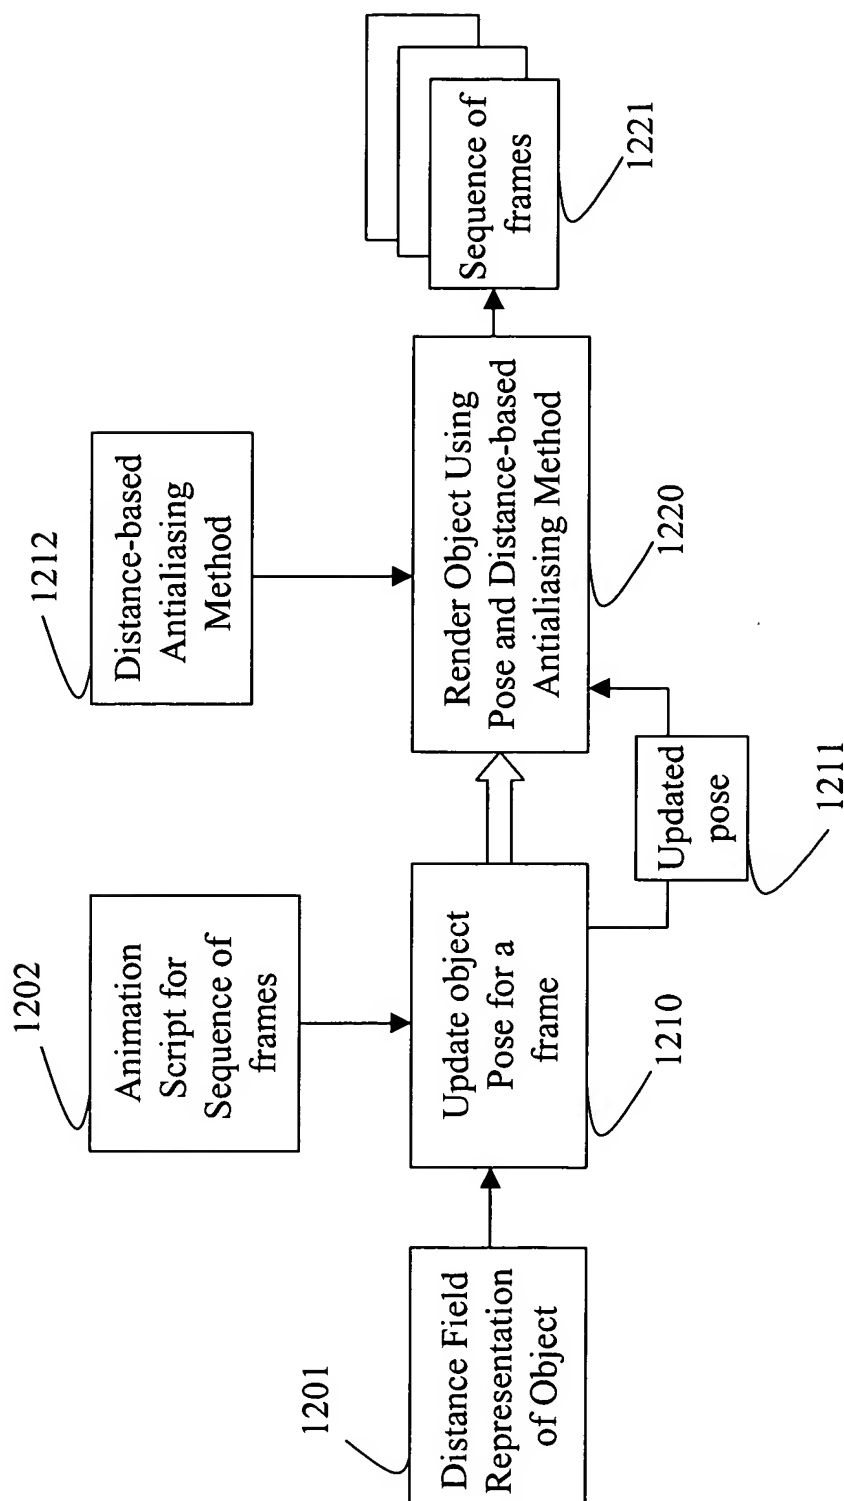 1201
Distance Field
Representation
of Object
1202
Animation
Script for
Sequence of
frames
Update object
Pose for a
frame
1210
Updated
pose
1211
1212
Distance-based
Antialiasing
Method
Render Object Using
Pose and Distance-based
Antialiasing Method
1220
Sequence of
frames
1221